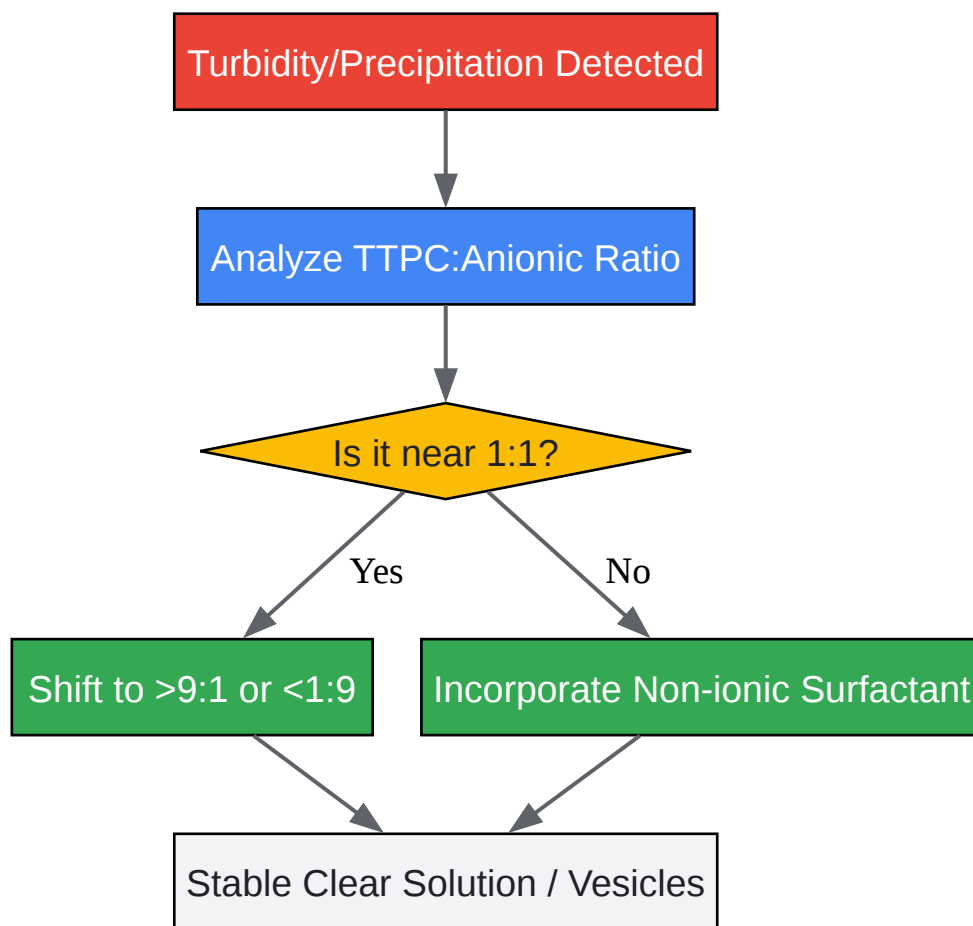 Turbidity/Precipitation Detected
Analyze TTPC:Anionic Ratio
Is it near 1:1?
Yes
No
Shift to >9:1 or <1:9
Incorporate Non-ionic Surfactant
Stable Clear Solution / Vesicles